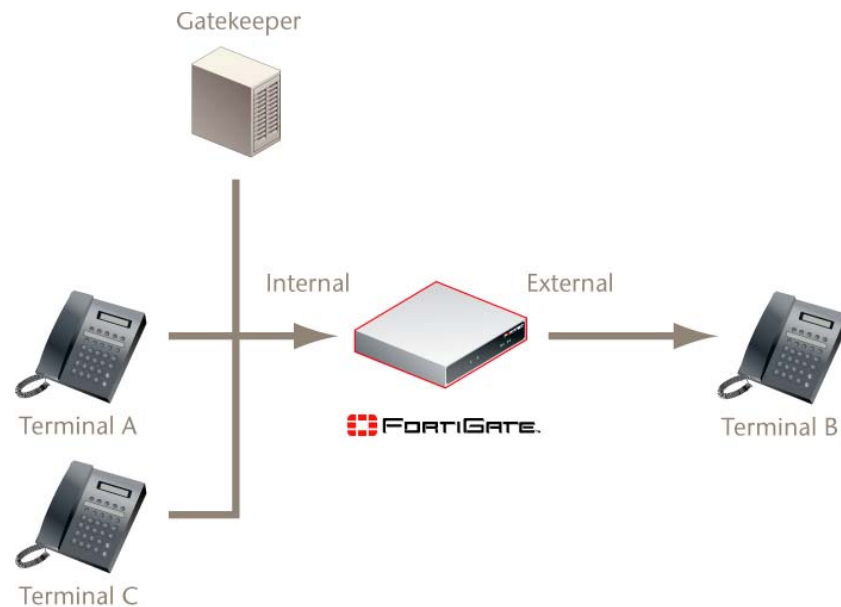 Gatekeeper
Internal
External
Terminal A
FORTIGATE
Terminal B
Terminal C